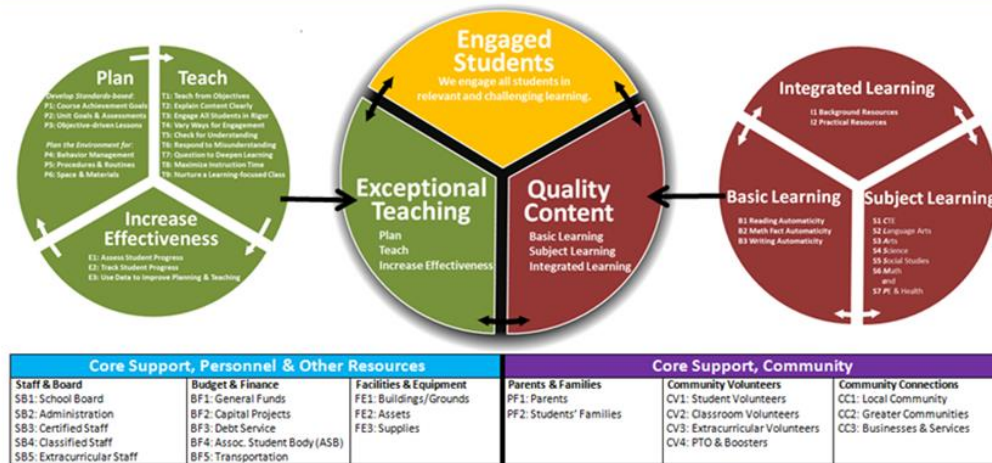 Plan
Develop Standards-based:
P1: Course Achievement Goals
P2: Unit Goals & Assessments
P3: Objective-driven Lessons
Plan the Environment for:
P4: Behavior Management
P5: Procedures & Routines
P6: Space & Materials
Teach
T1: Teach from Objectives
T2: Explain Content Clearly
T3: Engage All Students in Rigor
T4: Vary Ways for Engagement
T5: Check for Understanding
T6: Respond to Misunderstanding
T7: Question to Deepen Learning
T8: Maximize Instruction Time
T9: Nurture a Learning-focused Class
Increase
Effectiveness
E1: Assess Student Progress
E2: Track Student Progress
E3: Use Data to Improve Planning & Teaching
Engaged
Students
We engage all students in
relevant and challenging learning.
Exceptional
Teaching
Plan
Teach
Increase Effectiveness
Quality
Content
Basic Learning
Subject Learning
Integrated Learning
Integrated Learning
I1 Background Resources
I2 Practical Resources
Basic Learning
B1 Reading Automaticity
B2 Math Fact Automaticity
B3 Writing Automaticity
Subject Learning
S1 CTE
S2 Language Arts
S3 Arts
S4 Science
S5 Social Studies
S6 Math
and
S7 PE & Health
Core Support, Personnel & Other Resources
Staff & Board
SB1: School Board
SB2: Administration
SB3: Certified Staff
SB4: Classified Staff
SB5: Extracurricular Staff
Budget & Finance
BF1: General Funds
BF2: Capital Projects
BF3: Debt Service
BF4: Assoc. Student Body (ASB)
BF5: Transportation
Facilities & Equipment
FE1: Buildings/Grounds
FE2: Assets
FE3: Supplies
Core Support, Community
Parents & Families
PF1: Parents
PF2: Students' Families
Community Volunteers
CV1: Student Volunteers
CV2: Classroom Volunteers
CV3: Extracurricular Volunteers
CV4: PTO & Boosters
Community Connections
CC1: Local Community
CC2: Greater Communities
CC3: Businesses & Services